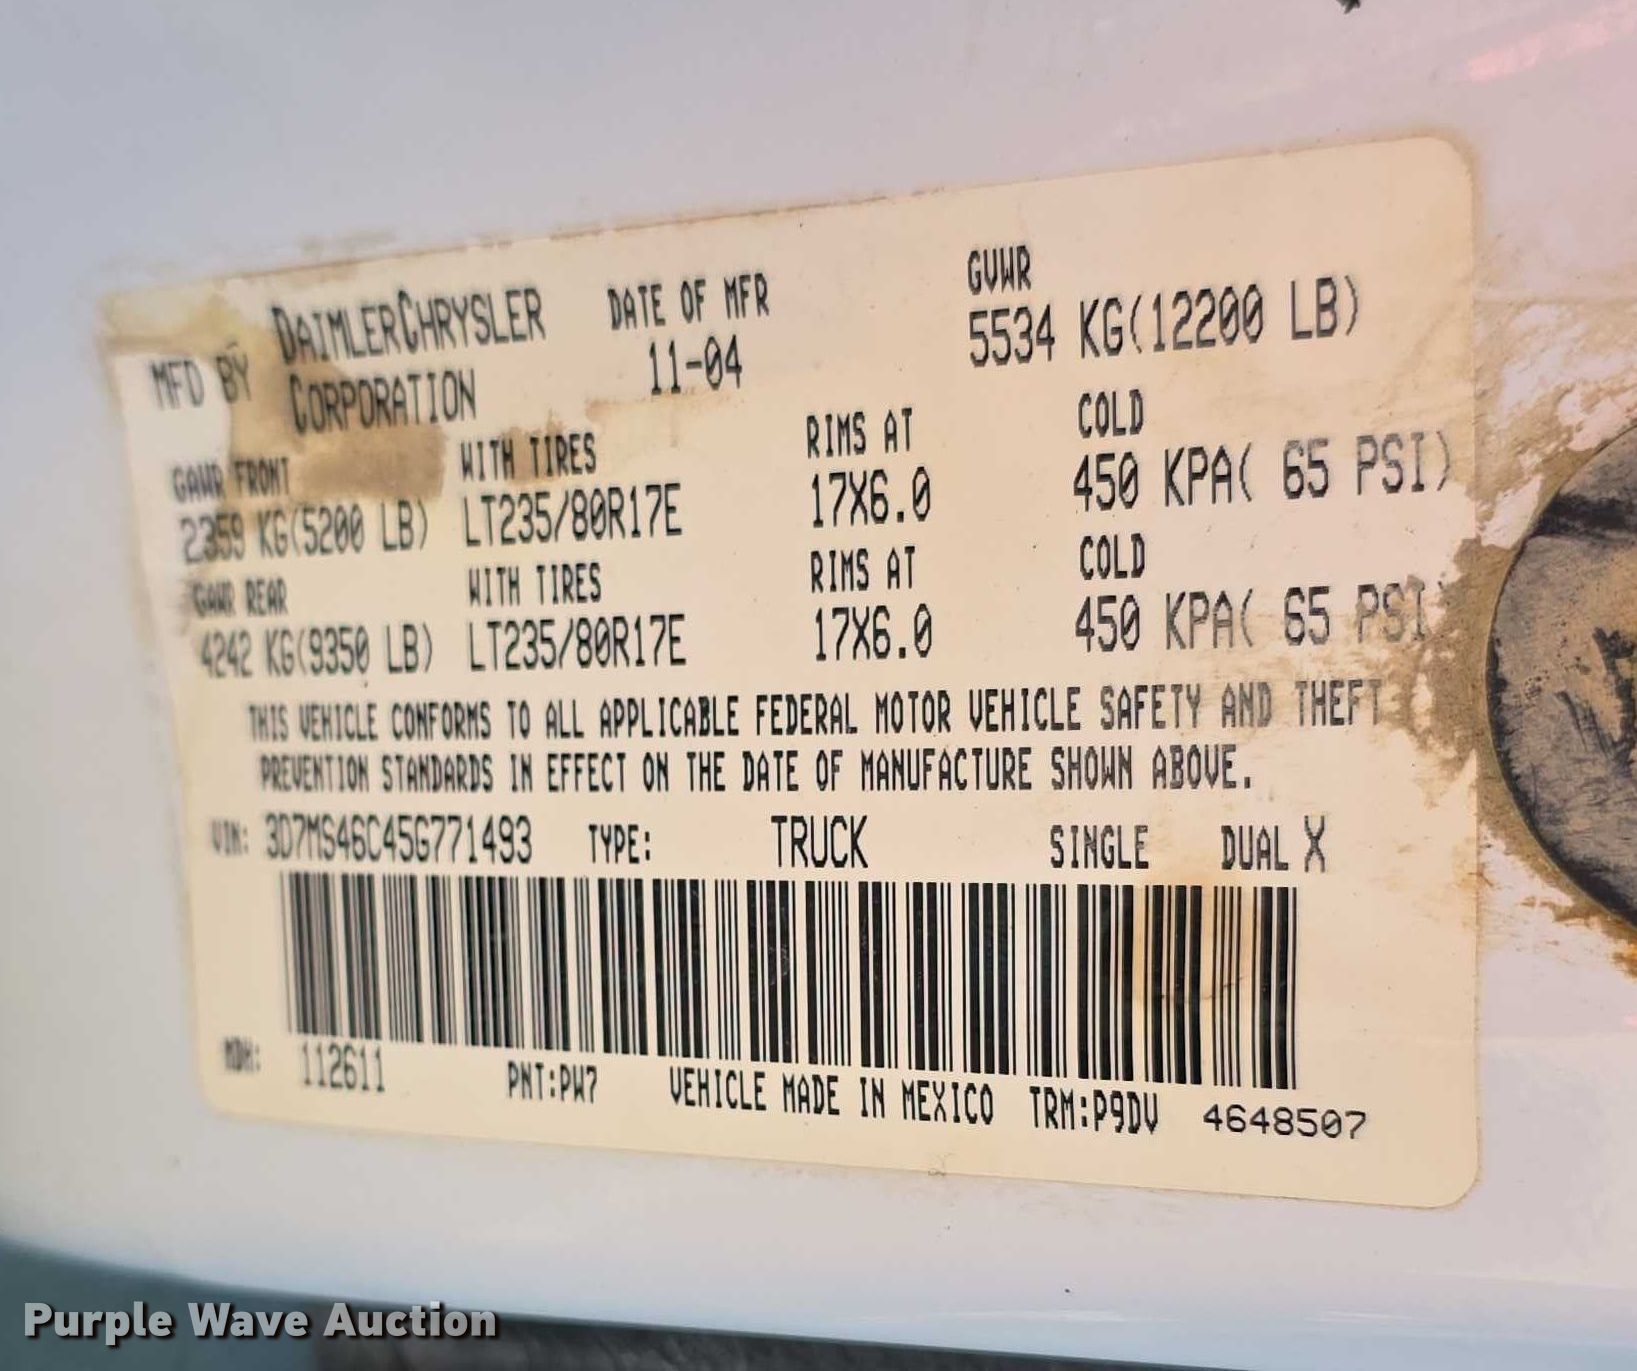 MFD BY DAIMLERCHRYSLER CORPORATION
DATE OF MFR
11-04
GVWR
5534 KG(12200 LB)
GAWR FRONT WITH TIRES RIMS AT COLD
2359 KG(5200 LB) LT235/80R17E 17X6.0 450 KPA( 65 PSI)
GAWR REAR WITH TIRES RIMS AT COLD
4242 KG(9350 LB) LT235/80R17E 17X6.0 450 KPA( 65 PSI
THIS VEHICLE CONFORMS TO ALL APPLICABLE FEDERAL MOTOR VEHICLE SAFETY AND THEFT
PREVENTION STANDARDS IN EFFECT ON THE DATE OF MANUFACTURE SHOWN ABOVE.
VIN: 3D7MS46C45G771493 TYPE: TRUCK SINGLE DUAL X
MDH: 112611 PNT:PW7 VEHICLE MADE IN MEXICO TRM:P9DV 4648507
Purple Wave Auction